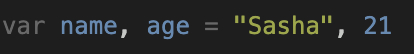 var name, age = "Sasha", 21